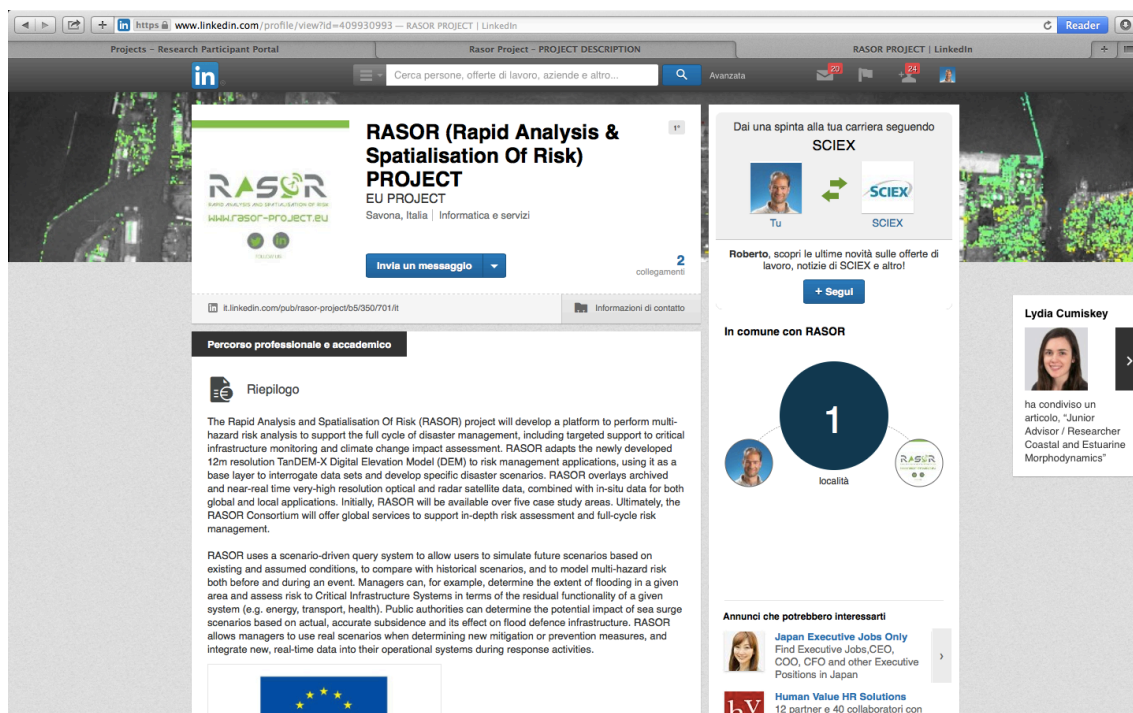 https www.linkedin.com/profile/view?id=409930993 — RASOR PROJECT | LinkedIn
Reader
Projects – Research Participant Portal
Rasor Project – PROJECT DESCRIPTION
RASOR PROJECT | LinkedIn
in
Cerca persone, offerte di lavoro, aziende e altro...
Avanzata
20
24
RASOR
RAPID ANALYSIS AND SPATIALISATION OF RISK
www.rasor-project.eu
RASOR (Rapid Analysis &
Spatialisation Of Risk)
PROJECT
1°
EU PROJECT
Savona, Italia | Informatica e servizi
Invia un messaggio
2
collegamenti
it.linkedin.com/pub/rasor-project/b5/350/701/it
Informazioni di contatto
Percorso professionale e accademico
Riepilogo
The Rapid Analysis and Spatialisation Of Risk (RASOR) project will develop a platform to perform multi-
hazard risk analysis to support the full cycle of disaster management, including targeted support to critical
infrastructure monitoring and climate change impact assessment. RASOR adapts the newly developed
12m resolution TanDEM-X Digital Elevation Model (DEM) to risk management applications, using it as a
base layer to interrogate data sets and develop specific disaster scenarios. RASOR overlays archived
and near-real time very-high resolution optical and radar satellite data, combined with in-situ data for both
global and local applications. Initially, RASOR will be available over five case study areas. Ultimately, the
RASOR Consortium will offer global services to support in-depth risk assessment and full-cycle risk
management.
RASOR uses a scenario-driven query system to allow users to simulate future scenarios based on
existing and assumed conditions, to compare with historical scenarios, and to model multi-hazard risk
both before and during an event. Managers can, for example, determine the extent of flooding in a given
area and assess risk to Critical Infrastructure Systems in terms of the residual functionality of a given
system (e.g. energy, transport, health). Public authorities can determine the potential impact of sea surge
scenarios based on actual, accurate subsidence and its effect on flood defence infrastructure. RASOR
allows managers to use real scenarios when determining new mitigation or prevention measures, and
integrate new, real-time data into their operational systems during response activities.
Dai una spinta alla tua carriera seguendo
SCIEX
SCIEX
Tu
SCIEX
Roberto, scopri le ultime novità sulle offerte di
lavoro, notizie di SCIEX e altro!
+ Segui
In comune con RASOR
1
RASOR
località
Annunci che potrebbero interessarti
Japan Executive Jobs Only
Find Executive Jobs,CEO,
COO, CFO and other Executive
Positions in Japan
hV
Human Value HR Solutions
12 partner e 40 collaboratori con
Lydia Cumiskey
ha condiviso un
articolo, "Junior
Advisor / Researcher
Coastal and Estuarine
Morphodynamics"